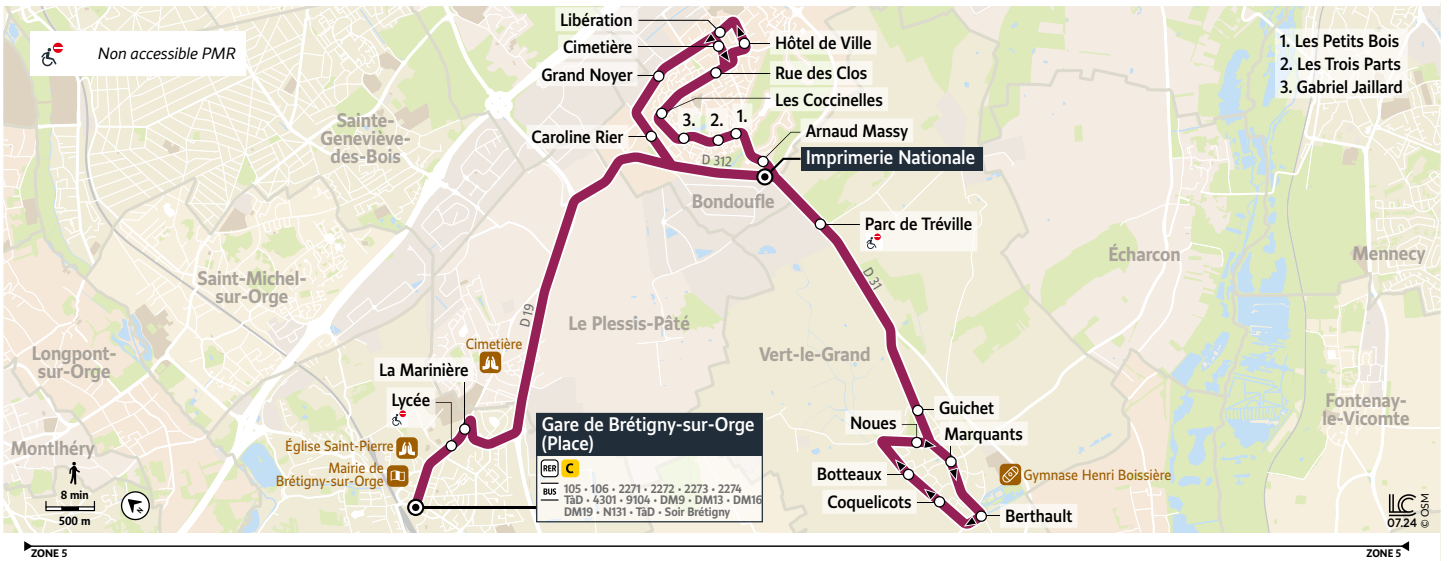 Non accessible PMR
Libération
Cimetière
Grand Noyer
Caroline Rier
Hôtel de Ville
Rue des Clos
Les Coccinelles
3.
2.
1.
Arnaud Massy
Imprimerie Nationale
1. Les Petits Bois
2. Les Trois Parts
3. Gabriel Jaillard
D 312
Bondoufle
Parc de Tréville
Sainte-
Geneviève-
des-Bois
Saint-Michel-
sur-Orge
Longpont-
sur-Orge
Montlhéry
D 19
Le Plessis-Pâté
D 31
Vert-le-Grand
Écharcon
Mennecy
Fontenay-
le-Vicomte
Cimetière
La Marinière
Lycée
Église Saint-Pierre
Mairie de
Brétigny-sur-Orge
Gare de Brétigny-sur-Orge
(Place)
RER C
BUS 105 • 106 • 2271 • 2272 • 2273 • 2274
TàD • 4301 • 9104 • DM9 • DM13 • DM16
DM19 • N131 • TàD • Soir Brétigny
Guichet
Noues
Marquants
Botteaux
Coquelicots
Berthault
Gymnase Henri Boissière
8 min
500 m
N
LC
07.24
© OSM
ZONE 5
ZONE 5